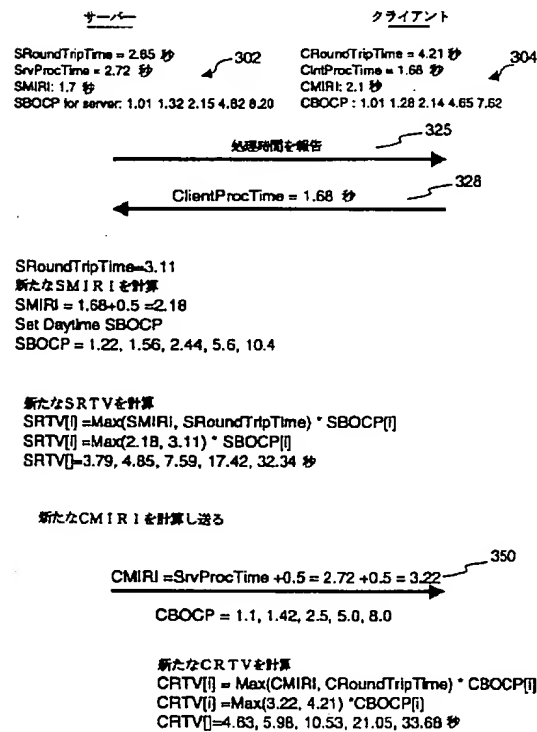 サーバー
クライアント
SRoundTripTime = 2.85 秒
SrvProcTime = 2.72 秒
SMIRI: 1.7 秒
SBOCP for server: 1.01 1.32 2.15 4.82 8.20
302
CRoundTripTime = 4.21 秒
ClntProcTime = 1.68 秒
CMIRI: 2.1 秒
CBOCP : 1.01 1.28 2.14 4.65 7.62
304
処理時間を報告
325
ClientProcTime = 1.68 秒
328
SRoundTripTime=3.11
新たなSMIRIを計算
SMIRI = 1.68+0.5 =2.18
Set Daytime SBOCP
SBOCP = 1.22, 1.56, 2.44, 5.6, 10.4
新たなSRTVを計算
SRTV[i] =Max(SMIRI, SRoundTripTime) * SBOCP[i]
SRTV[i] =Max(2.18, 3.11) * SBOCP[i]
SRTV[]=3.79, 4.85, 7.59, 17.42, 32.34 秒
新たなCMIRIを計算し送る
350
CMIRI =SrvProcTime +0.5 = 2.72 +0.5 = 3.22
CBOCP = 1.1, 1.42, 2.5, 5.0, 8.0
新たなCRTVを計算
CRTV[i] = Max(CMIRI, CRoundTripTime) * CBOCP[i]
CRTV[i] =Max(3.22, 4.21) *CBOCP[i]
CRTV[]=4.63, 5.98, 10.53, 21.05, 33.68 秒